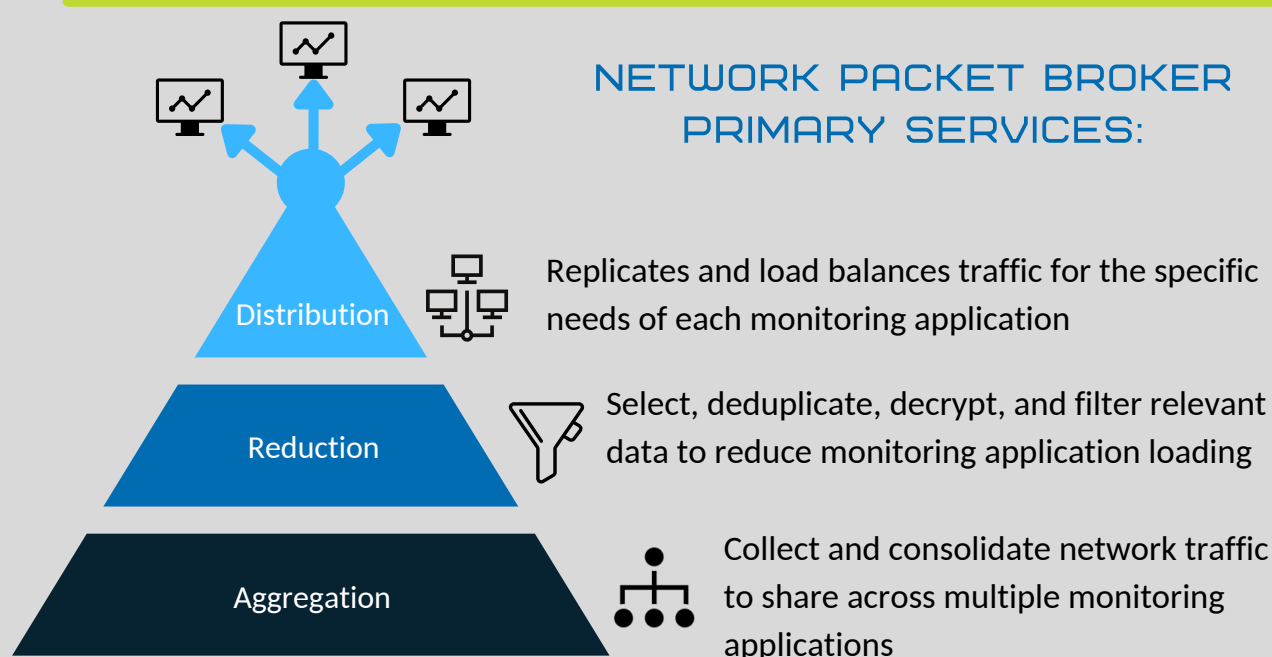 NETWORK PACKET BROKER
PRIMARY SERVICES:
Distribution
Replicates and load balances traffic for the specific
needs of each monitoring application
Reduction
Select, deduplicate, decrypt, and filter relevant
data to reduce monitoring application loading
Aggregation
Collect and consolidate network traffic
to share across multiple monitoring
applications